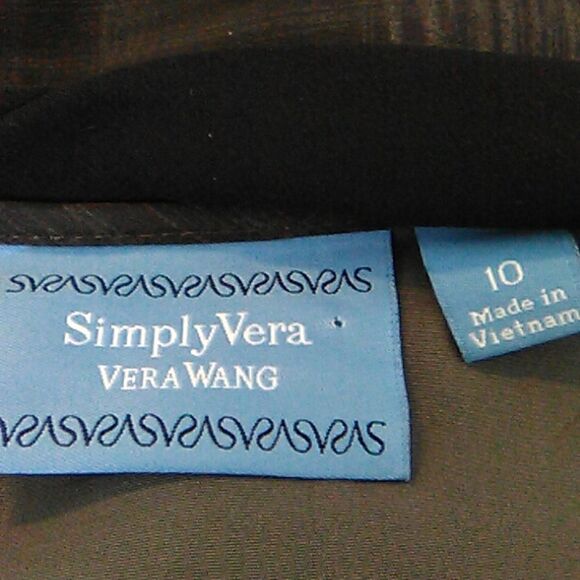 SimplyVera
VERA WANG
10
Made in
Vietnam